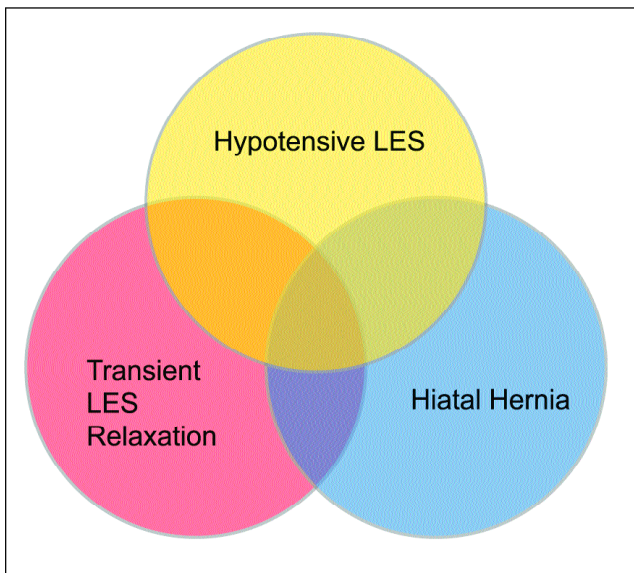 Hypotensive LES
Transient
LES
Relaxation
Hiatal Hernia